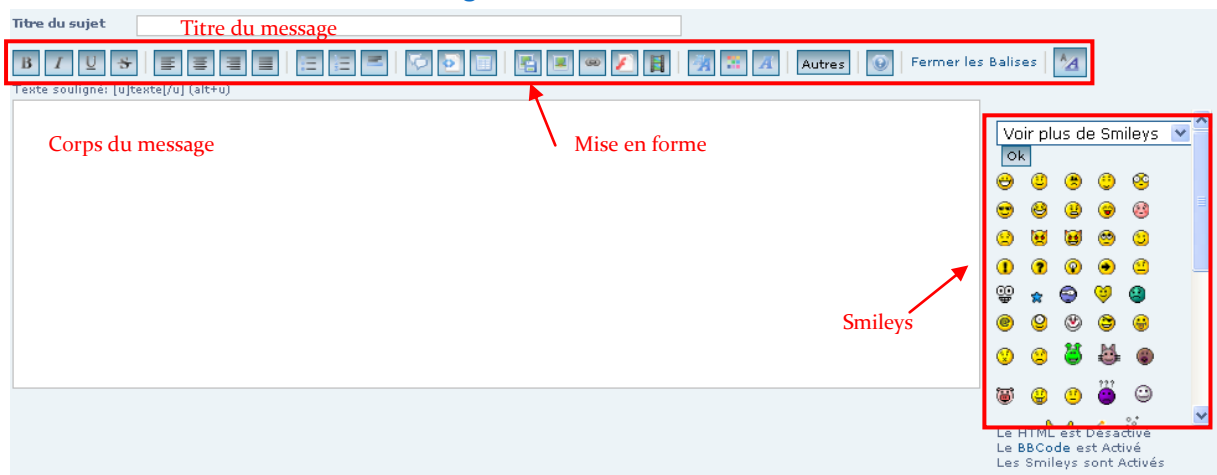 Titre du sujet
Titre du message
B I U S Autres Fermer les Balises
Texte souligné: [u]texte[/u] (alt+u)
Corps du message
Mise en forme
Voir plus de Smileys
Ok
Smileys
Le HTML est Désactivé
Le BBCode est Activé
Les Smileys sont Activés